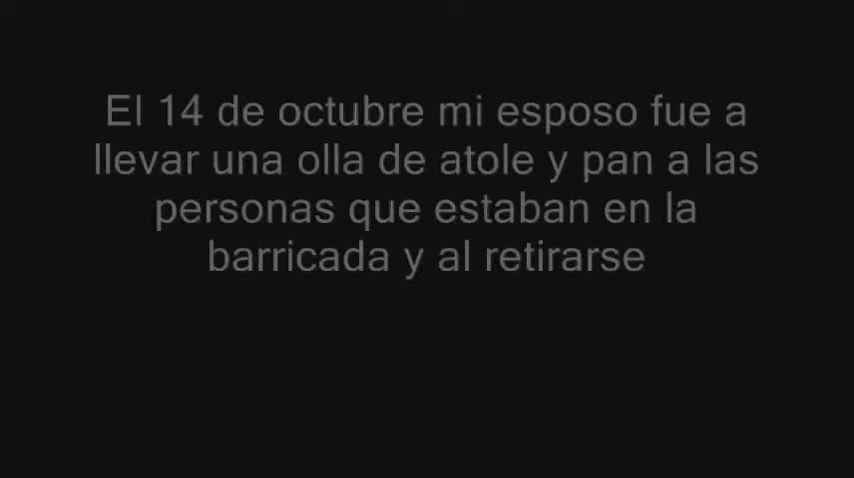 El 14 de octubre mi esposo fue a
llevar una olla de atole y pan a las
personas que estaban en la
barricada y al retirarse